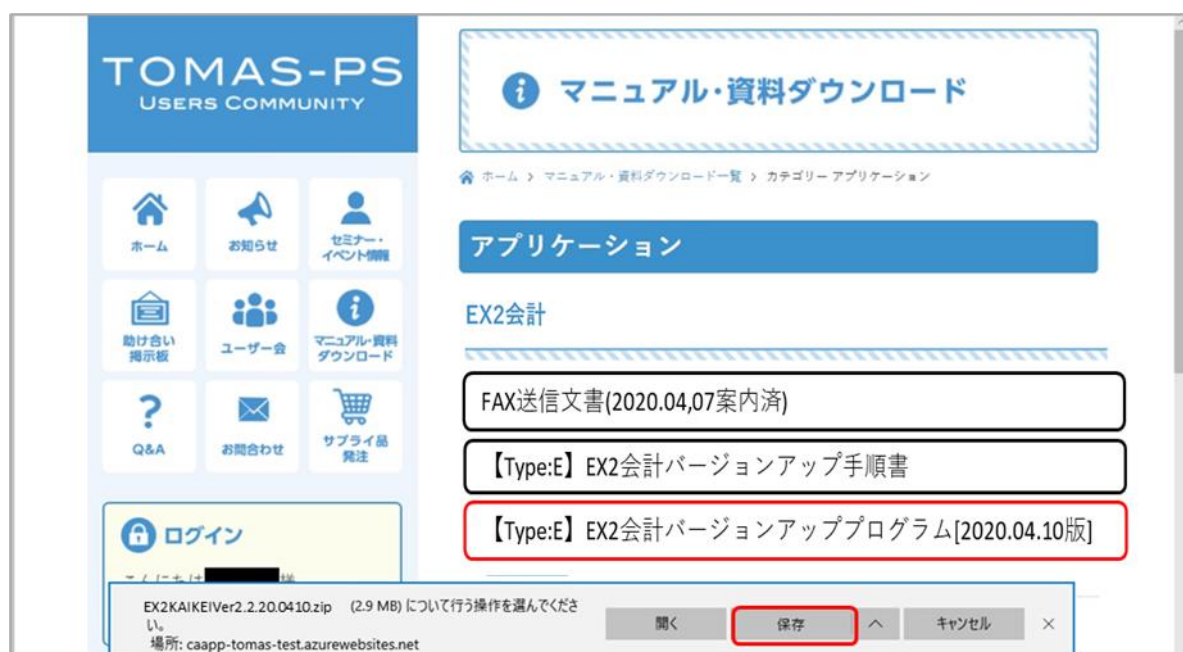 TOMAS-PS
USERS COMMUNITY
ホーム
お知らせ
セミナー・
イベント情報
助け合い
掲示板
ユーザー会
マニュアル・資料
ダウンロード
Q&A
お問合わせ
サプライ品
発注
ログイン
こんにちは 様
マニュアル・資料ダウンロード
ホーム > マニュアル・資料ダウンロード一覧 > カテゴリー アプリケーション
アプリケーション
EX2会計
FAX送信文書(2020.04,07案内済)
【Type:E】EX2会計バージョンアップ手順書
【Type:E】EX2会計バージョンアッププログラム[2020.04.10版]
EX2KAIKEIVer2.2.20.0410.zip (2.9 MB) について行う操作を選んでくださ
い。
場所: caapp-tomas-test.azurewebsites.net
開く
保存
キャンセル